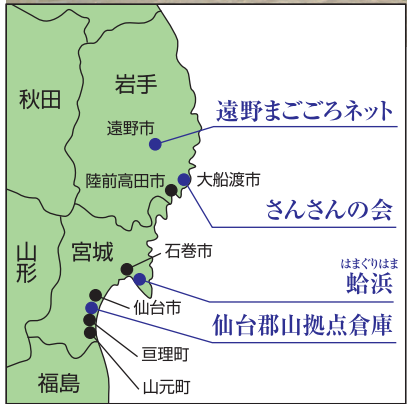 岩手
秋田
遠野まごころネット
遠野市
陸前高田市
大船渡市
さんさんの会
山形
宮城
石巻市
はまぐりはま
蛤浜
仙台市
仙台郡山拠点倉庫
亘理町
山元町
福島